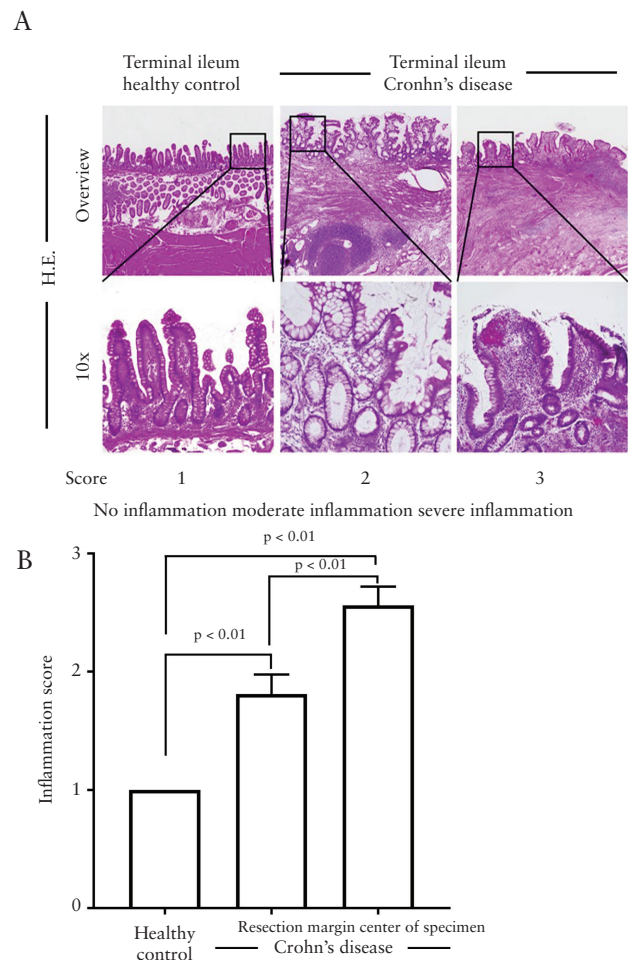 A
Terminal ileum
healthy control
Terminal ileum
Cronhn's disease
H.E.
Overview
10x
Score 1 2 3
No inflammation moderate inflammation severe inflammation
B
p < 0.01
p < 0.01
p < 0.01
Inflammation score
3
2
1
0
Healthy
control
Resection margin center of specimen
Crohn's disease